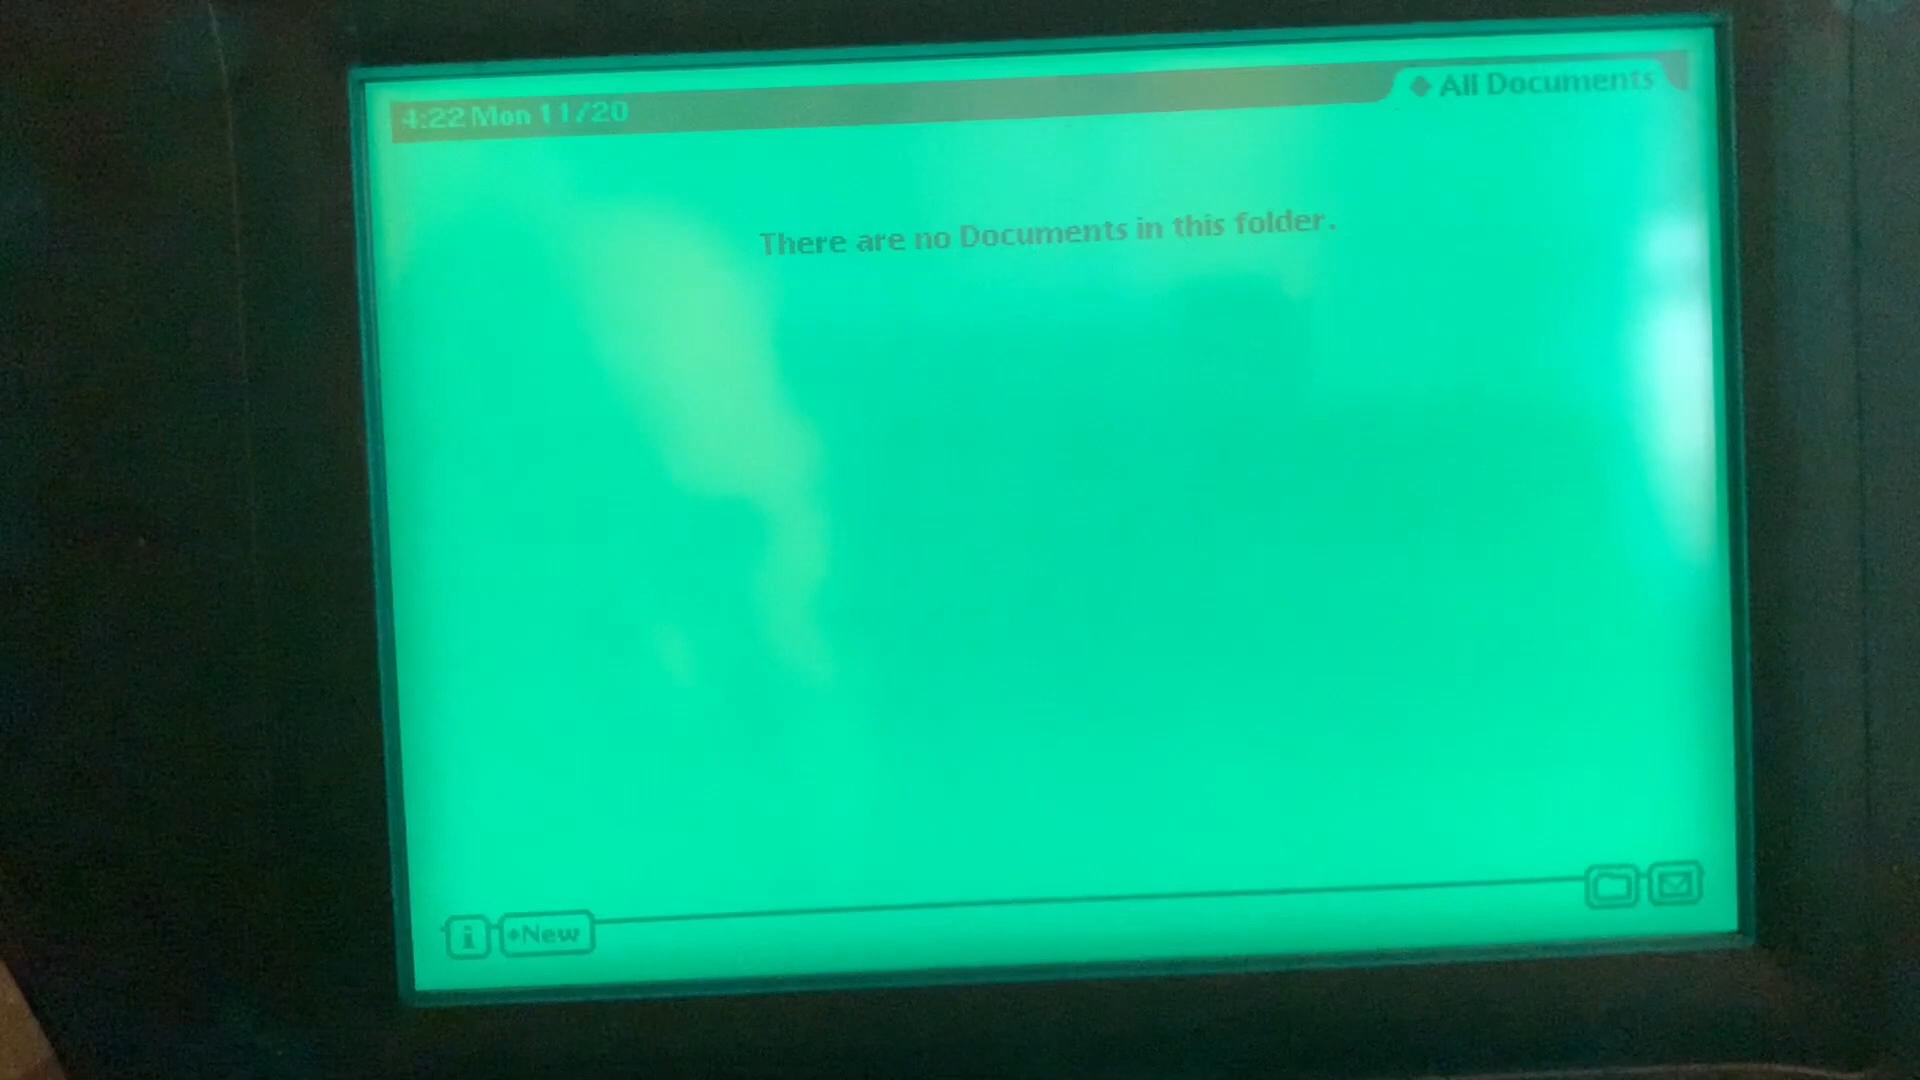 4:22 Mon 11/20
◆ All Documents
There are no Documents in this folder.
i
◆New